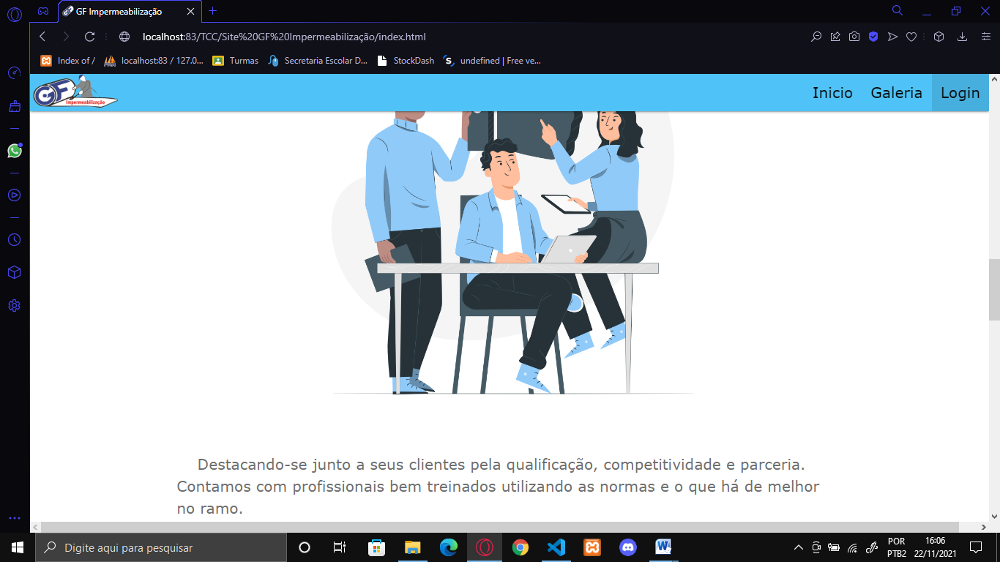 GF Impermeabilização
localhost:83/TCC/Site%20GF%20Impermeabilização/index.html
Index of /
localhost:83 / 127.0...
Turmas
Secretaria Escolar D...
StockDash
undefined | Free ve...
GF
Impermeabilização
Inicio
Galeria
Login
Destacando-se junto a seus clientes pela qualificação, competitividade e parceria.
Contamos com profissionais bem treinados utilizando as normas e o que há de melhor
no ramo.
Digite aqui para pesquisar
POR
PTB2
16:06
22/11/2021